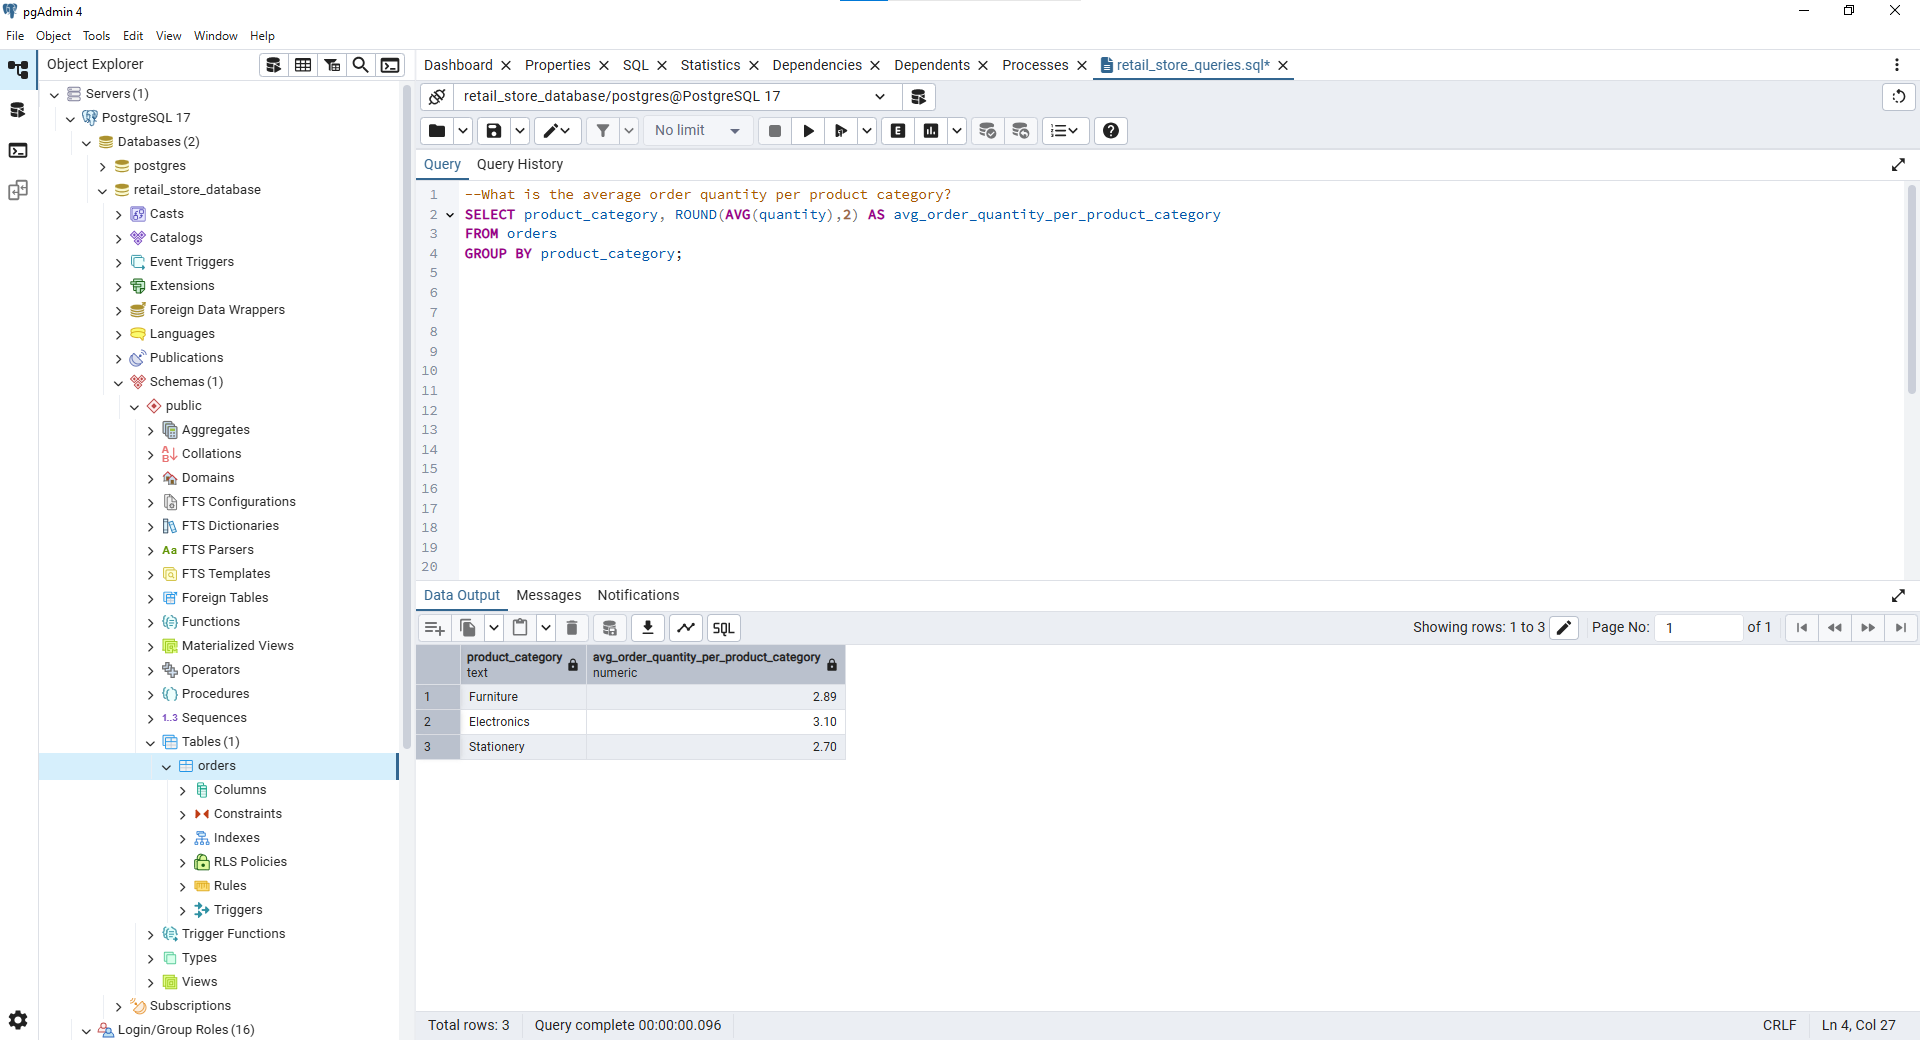 pgAdmin 4
File Object Tools Edit View Window Help
Object Explorer
Servers (1)
PostgreSQL 17
Databases (2)
postgres
retail_store_database
Casts
Catalogs
Event Triggers
Extensions
Foreign Data Wrappers
Languages
Publications
Schemas (1)
public
Aggregates
Collations
Domains
FTS Configurations
FTS Dictionaries
Aa FTS Parsers
FTS Templates
Foreign Tables
Functions
Materialized Views
Operators
Procedures
1..3 Sequences
Tables (1)
orders
Columns
Constraints
Indexes
RLS Policies
Rules
Triggers
Trigger Functions
Types
Views
Subscriptions
Login/Group Roles (16)
Dashboard Properties SQL Statistics Dependencies Dependents Processes retail_store_queries.sql*
retail_store_database/postgres@PostgreSQL 17
No limit E
Query Query History
1 --What is the average order quantity per product category?
2 SELECT product_category, ROUND(AVG(quantity),2) AS avg_order_quantity_per_product_category
3 FROM orders
4 GROUP BY product_category;
5
6
7
8
9
10
11
12
13
14
15
16
17
18
19
20
Data Output Messages Notifications
SQL Showing rows: 1 to 3 Page No: 1 of 1
product_category avg_order_quantity_per_product_category
text numeric
1 Furniture 2.89
2 Electronics 3.10
3 Stationery 2.70
Total rows: 3 Query complete 00:00:00.096 CRLF Ln 4, Col 27